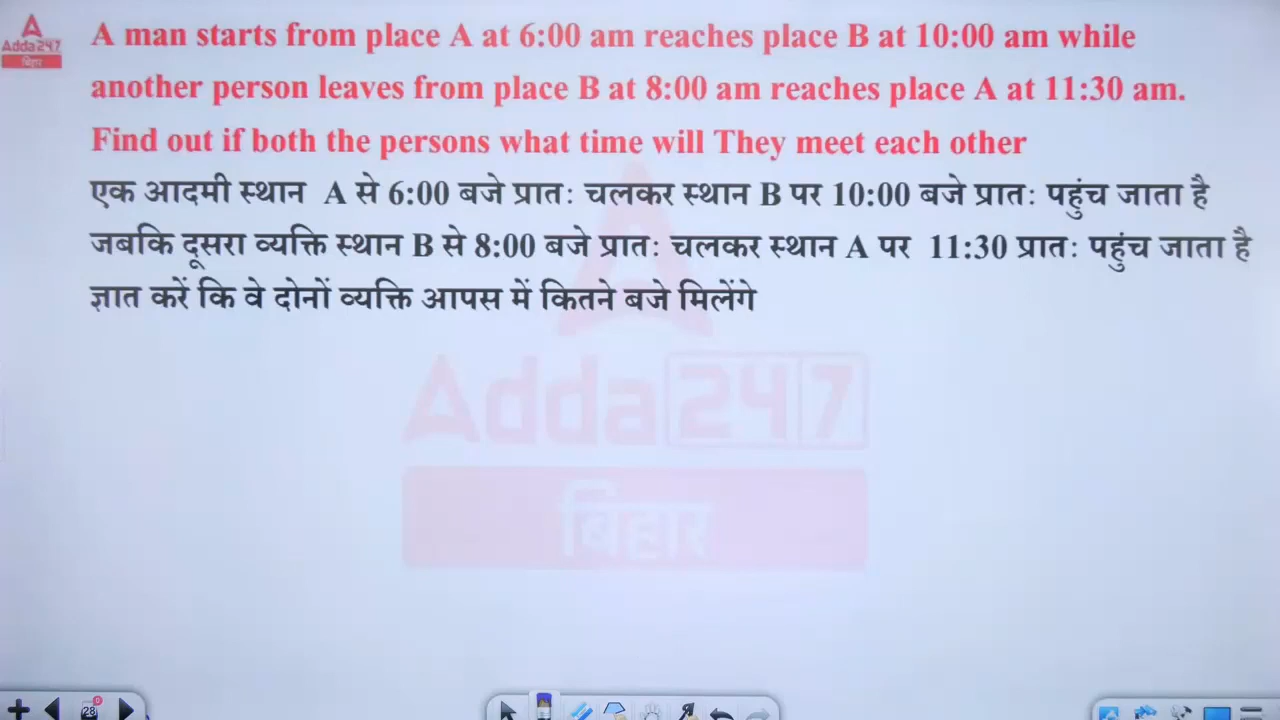 Adda247
बिहार
A man starts from place A at 6:00 am reaches place B at 10:00 am while
another person leaves from place B at 8:00 am reaches place A at 11:30 am.
Find out if both the persons what time will They meet each other
एक आदमी स्थान A से 6:00 बजे प्रातः चलकर स्थान B पर 10:00 बजे प्रातः पहुंच जाता है
जबकि दूसरा व्यक्ति स्थान B से 8:00 बजे प्रातः चलकर स्थान A पर 11:30 प्रातः पहुंच जाता है
ज्ञात करें कि वे दोनों व्यक्ति आपस में कितने बजे मिलेंगे
Adda247
बिहार
28